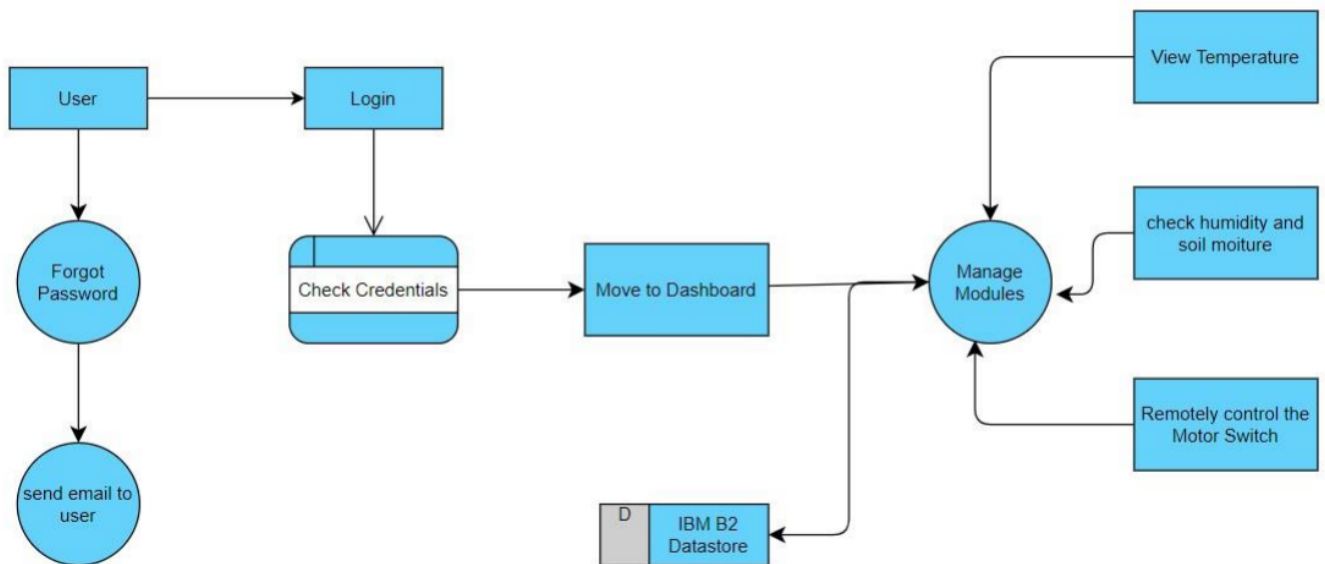 User
Login
View Temperature
check humidity and
soil moiture
Forgot
Password
Check Credentials
Move to Dashboard
Manage
Modules
Remotely control the
Motor Switch
send email to
user
D
IBM B2
Datastore